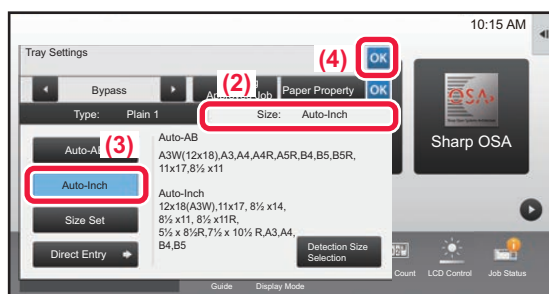 10:15 AM
Tray Settings
(4)
OK
Bypass
(2)
Job
Paper Property
OK
Type: Plain 1
Size: Auto-Inch
Auto-A
(3)
Auto-AB
A3W(12x18),A3,A4,A4R,A5R,B4,B5,B5R,
11x17,8½ x11
Auto-Inch
Auto-Inch
12x18(A3W),11x17, 8½ x14,
8½ x11, 8½ x11R,
5½ x 8½R,7½ x 10½ R,A3,A4,
B4,B5
Size Set
Direct Entry
Detection Size
Selection
Sharp OSA
Count
LCD Control
Job Status
Guide
Display Mode